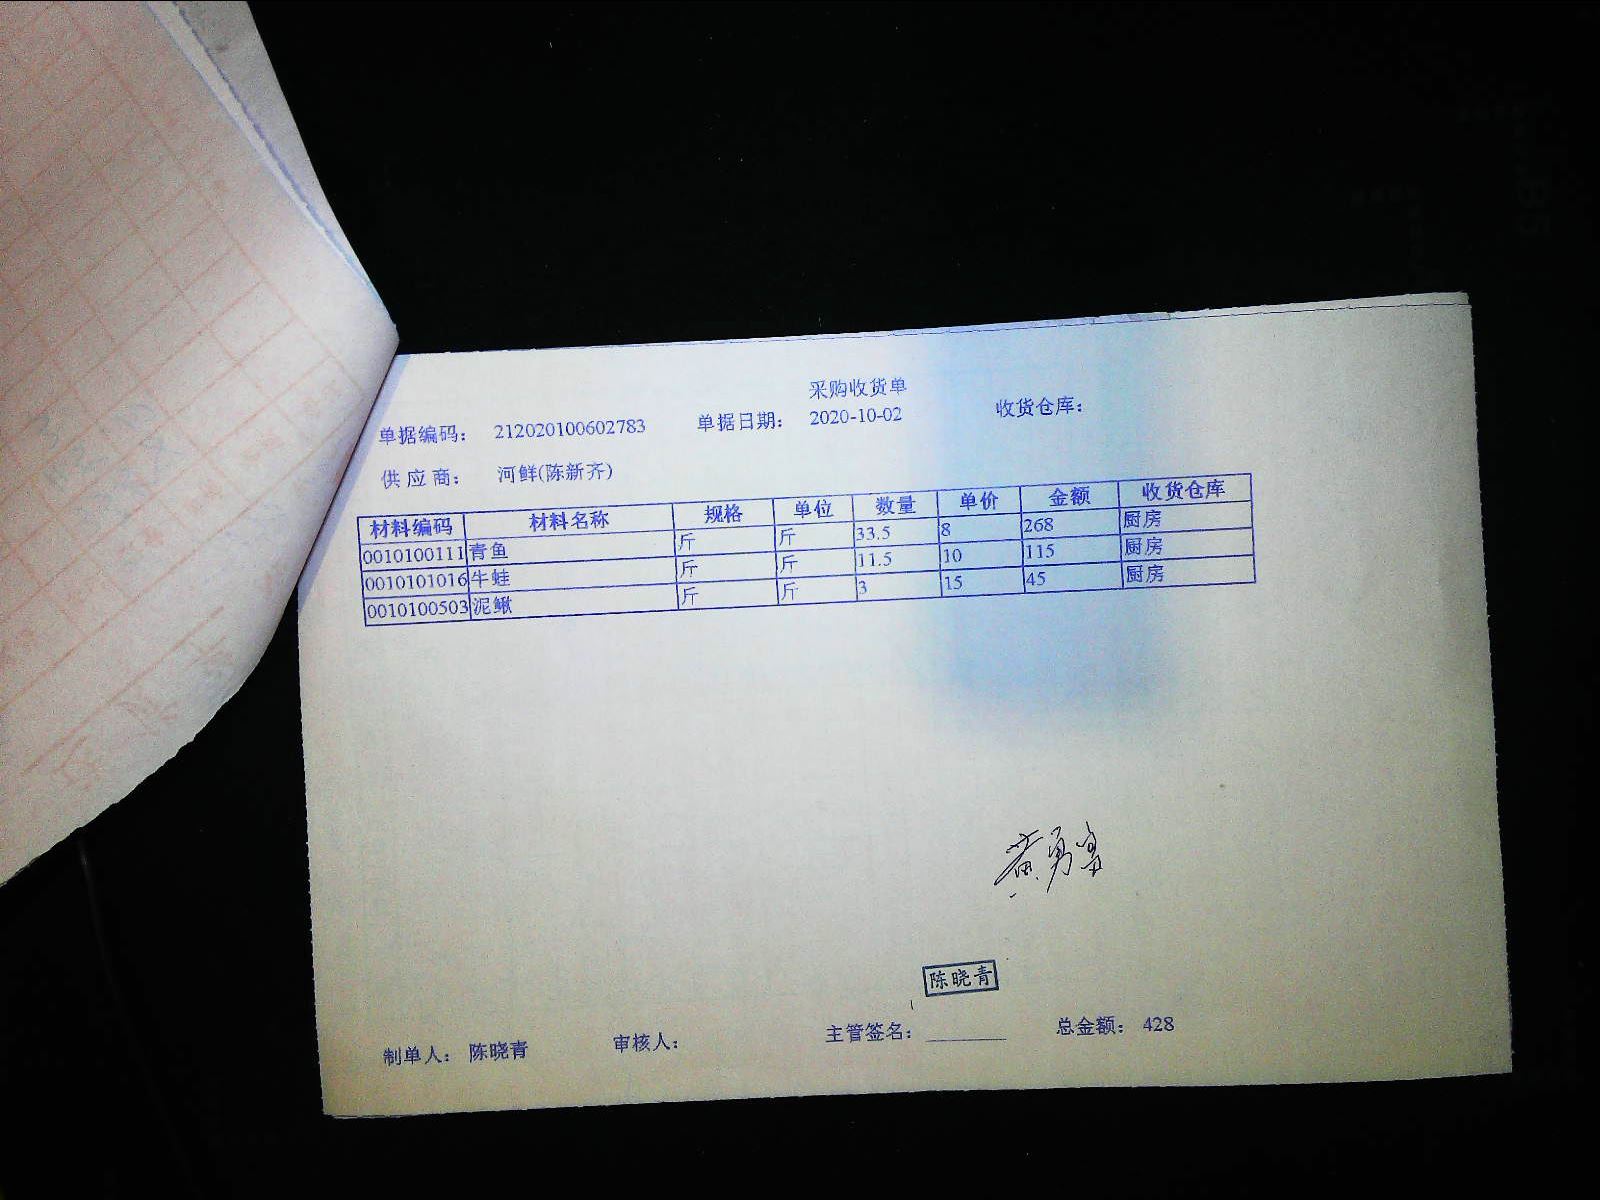 采购收货单
单据编码： 212020100602783 单据日期： 2020-10-02 收货仓库：
供应商： 河鲜(陈新齐)
材料编码 材料名称 规格 单位 数量 单价 金额 收货仓库
0010100111 青鱼 斤 斤 33.5 8 268 厨房
0010101016 牛蛙 斤 斤 11.5 10 115 厨房
0010100503 泥鳅 斤 斤 3 15 45 厨房
陈晓青
制单人： 陈晓青 审核人： 主管签名： 总金额： 428